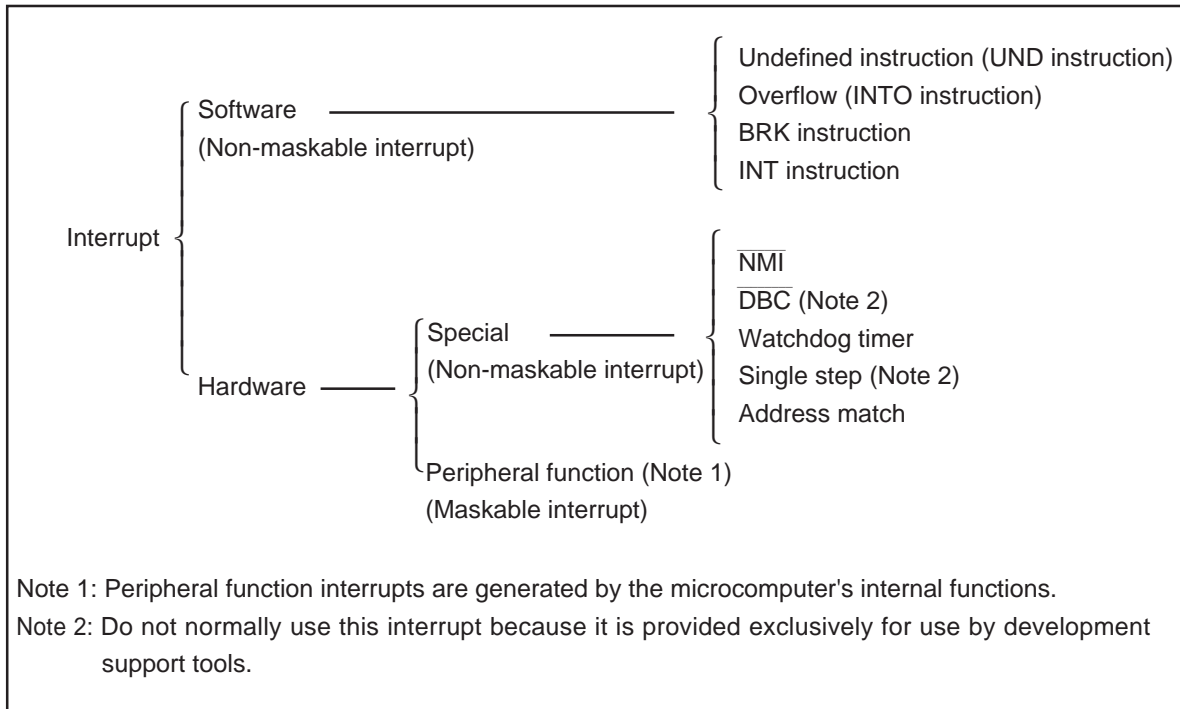 Undefined instruction (UND instruction)
Software
Overflow (INTO instruction)
(Non-maskable interrupt)
BRK instruction
INT instruction
Interrupt
NMI
DBC (Note 2)
Special
Watchdog timer
(Non-maskable interrupt)
Single step (Note 2)
Hardware
Address match
Peripheral function (Note 1)
(Maskable interrupt)
Note 1: Peripheral function interrupts are generated by the microcomputer's internal functions.
Note 2: Do not normally use this interrupt because it is provided exclusively for use by development
support tools.